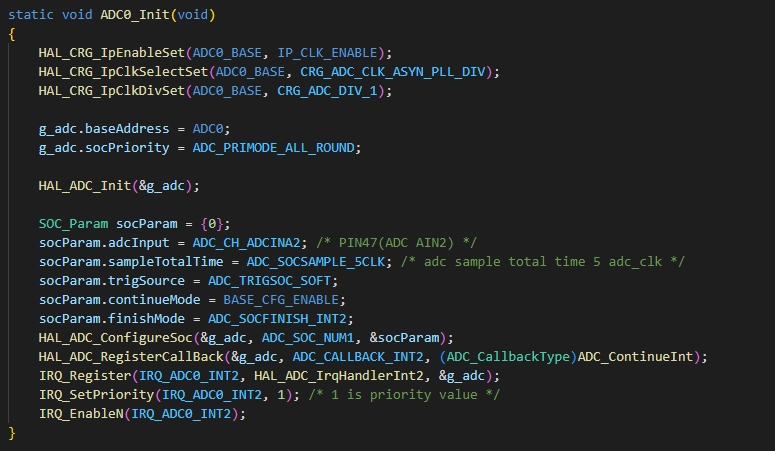 static void ADC0_Init(void)
{
    HAL_CRG_IpEnableSet(ADC0_BASE, IP_CLK_ENABLE);
    HAL_CRG_IpClkSelectSet(ADC0_BASE, CRG_ADC_CLK_ASYN_PLL_DIV);
    HAL_CRG_IpClkDivSet(ADC0_BASE, CRG_ADC_DIV_1);

    g_adc.baseAddress = ADC0;
    g_adc.socPriority = ADC_PRIMODE_ALL_ROUND;

    HAL_ADC_Init(&g_adc);

    SOC_Param socParam = {0};
    socParam.adcInput = ADC_CH_ADCINA2; /* PIN47(ADC AIN2) */
    socParam.sampleTotalTime = ADC_SOCSAMPLE_5CLK; /* adc sample total time 5 adc_clk */
    socParam.trigSource = ADC_TRIGSOC_SOFT;
    socParam.continueMode = BASE_CFG_ENABLE;
    socParam.finishMode = ADC_SOCFINISH_INT2;
    HAL_ADC_ConfigureSoc(&g_adc, ADC_SOC_NUM1, &socParam);
    HAL_ADC_RegisterCallBack(&g_adc, ADC_CALLBACK_INT2, (ADC_CallbackType)ADC_ContinueInt);
    IRQ_Register(IRQ_ADC0_INT2, HAL_ADC_IrqHandlerInt2, &g_adc);
    IRQ_SetPriority(IRQ_ADC0_INT2, 1); /* 1 is priority value */
    IRQ_EnableN(IRQ_ADC0_INT2);
}